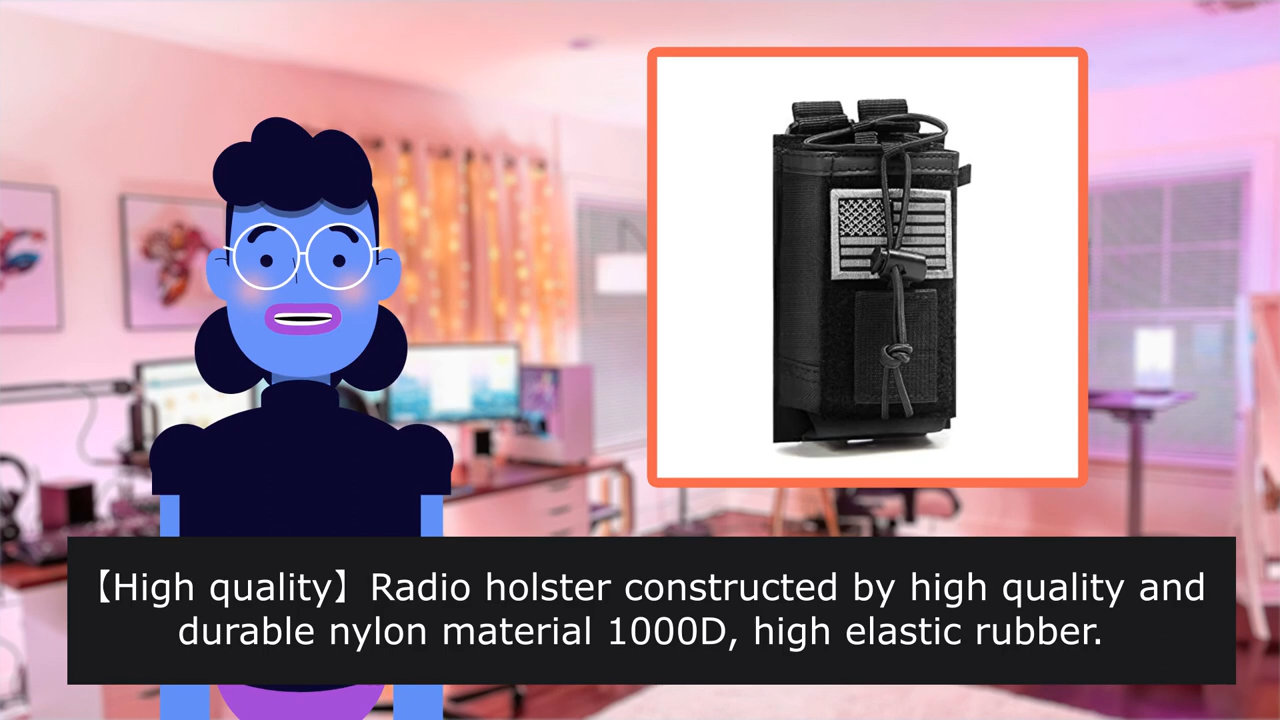 【High quality】Radio holster constructed by high quality and
durable nylon material 1000D, high elastic rubber.